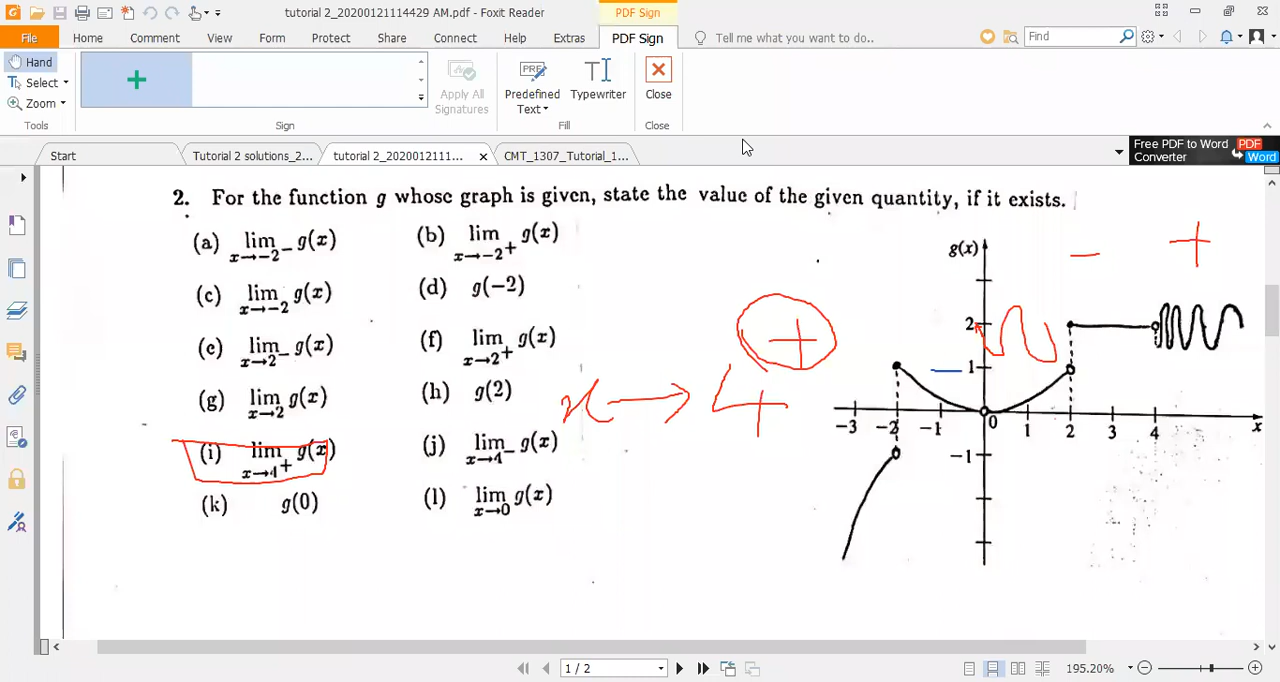 tutorial 2_20200121114429 AM.pdf - Foxit Reader
PDF Sign
File Home Comment View Form Protect Share Connect Help Extras PDF Sign Tell me what you want to do.. Find
Hand
Select
Zoom
Tools
Sign
Apply All
Signatures
PRE
Predefined
Text
Typewriter
Fill
Close
Close
Start
Tutorial 2 solutions_2...
tutorial 2_2020012111...
CMT_1307_Tutorial_1...
Free PDF to Word PDF
Converter Word
2. For the function g whose graph is given, state the value of the given quantity, if it exists.
(a) lim x→-2- g(x)
(b) lim x→-2+ g(x)
(c) lim x→-2 g(x)
(d) g(-2)
(e) lim x→2- g(x)
(f) lim x→2+ g(x)
(g) lim x→2 g(x)
(h) g(2)
(i) lim x→4+ g(x)
(j) lim x→4- g(x)
(k) g(0)
(l) lim x→0 g(x)
x → 4 +
- +
g(x)
2
1
-3 -2 -1 0 1 2 3 4 x
-1
1 / 2
195.20%